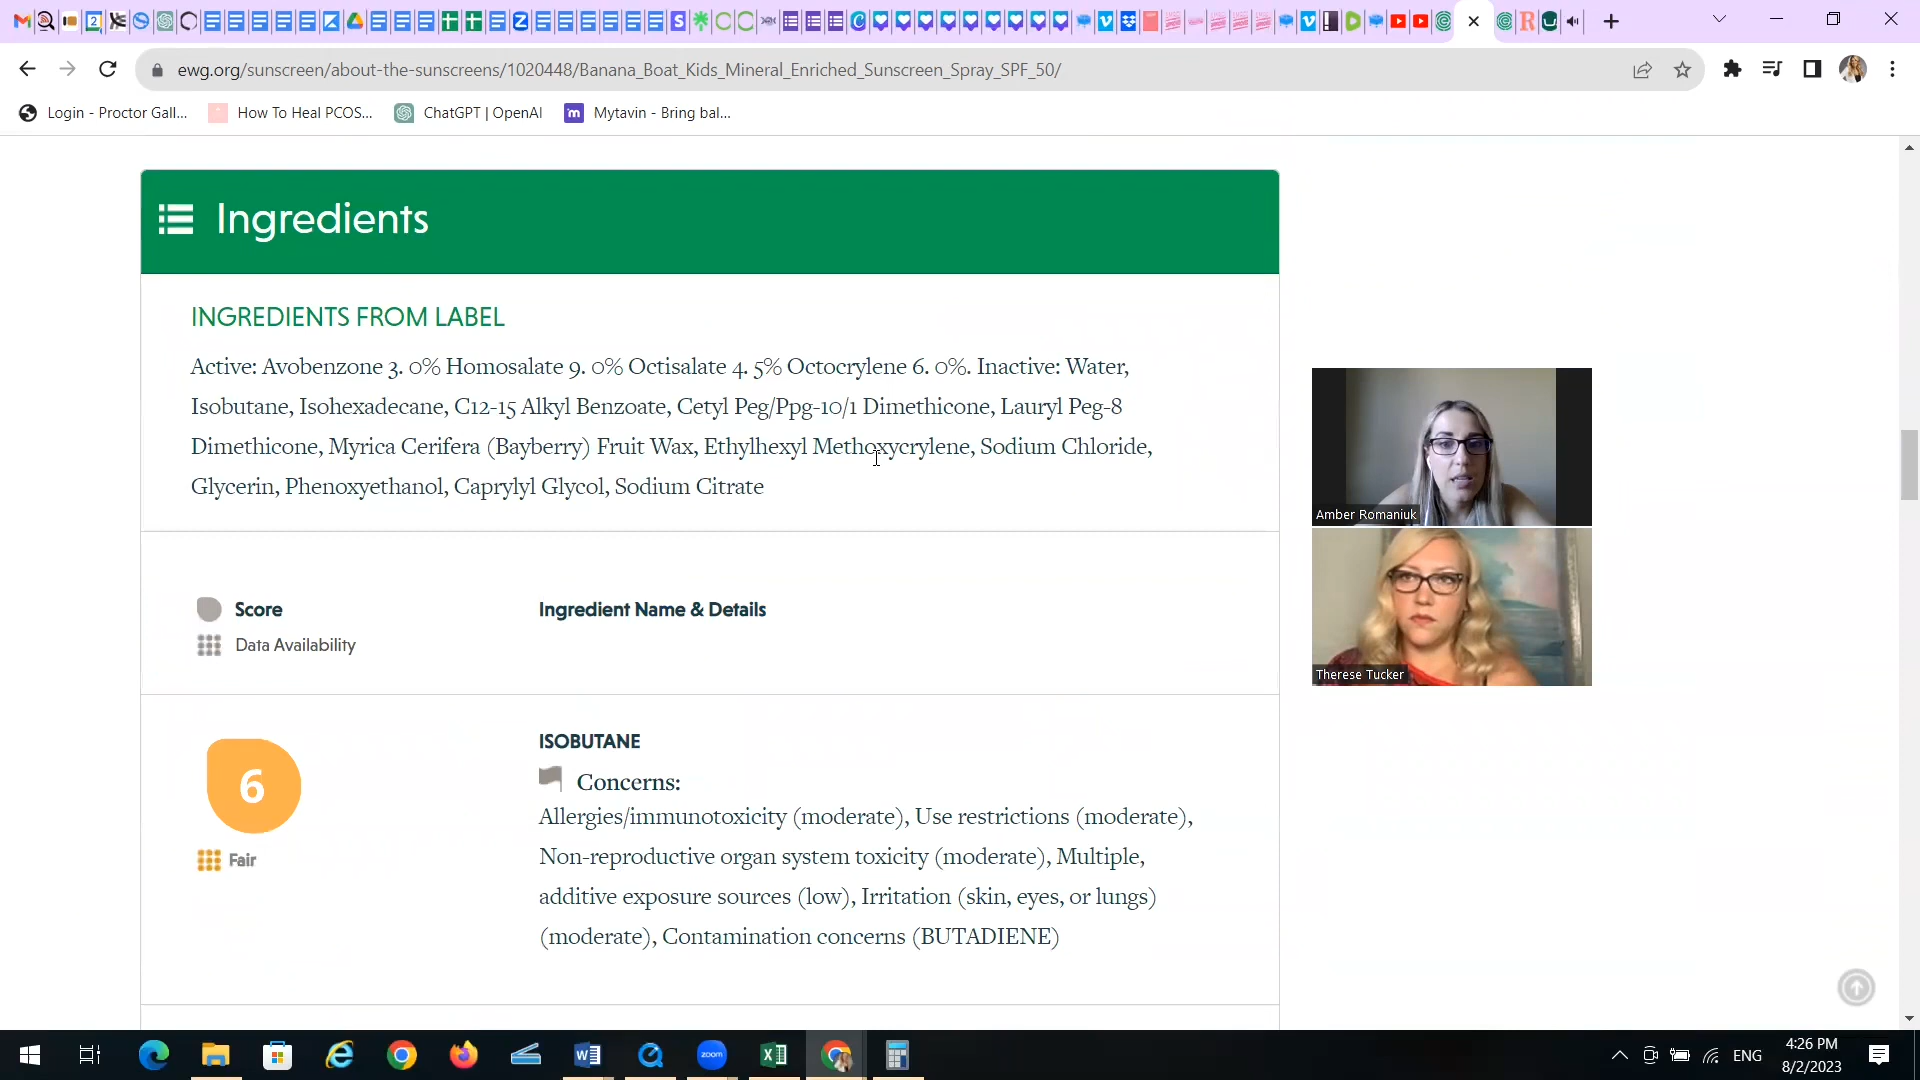 ewg.org/sunscreen/about-the-sunscreens/1020448/Banana_Boat_Kids_Mineral_Enriched_Sunscreen_Spray_SPF_50/
Login - Proctor Gall...
How To Heal PCOS...
ChatGPT | OpenAI
Mytavin - Bring bal...
Ingredients
INGREDIENTS FROM LABEL
Active: Avobenzone 3. 0% Homosalate 9. 0% Octisalate 4. 5% Octocrylene 6. 0%. Inactive: Water,
Isobutane, Isohexadecane, C12-15 Alkyl Benzoate, Cetyl Peg/Ppg-10/1 Dimethicone, Lauryl Peg-8
Dimethicone, Myrica Cerifera (Bayberry) Fruit Wax, Ethylhexyl Methoxycrylene, Sodium Chloride,
Glycerin, Phenoxyethanol, Caprylyl Glycol, Sodium Citrate
Amber Romaniuk
Therese Tucker
Score
Ingredient Name & Details
Data Availability
6
Fair
ISOBUTANE
Concerns:
Allergies/immunotoxicity (moderate), Use restrictions (moderate),
Non-reproductive organ system toxicity (moderate), Multiple,
additive exposure sources (low), Irritation (skin, eyes, or lungs)
(moderate), Contamination concerns (BUTADIENE)
zoom
ENG
4:26 PM
8/2/2023